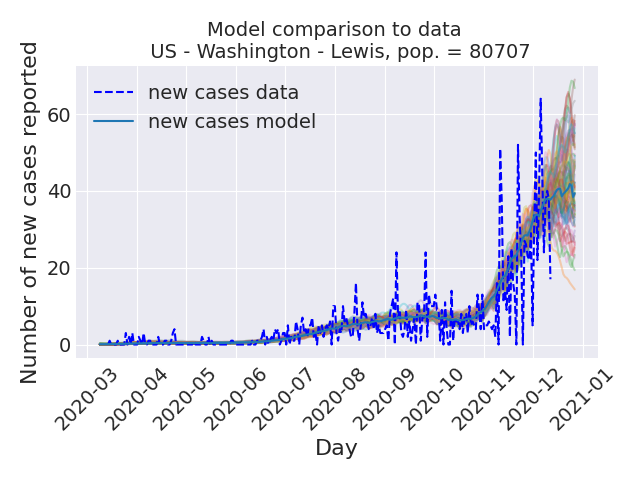 Model comparison to data
US - Washington - Lewis, pop. = 80707
Number of new cases reported
new cases data
new cases model
60
40
20
0
2020-03
2020-04
2020-05
2020-06
2020-07
2020-08
2020-09
2020-10
2020-11
2020-12
2021-01
Day